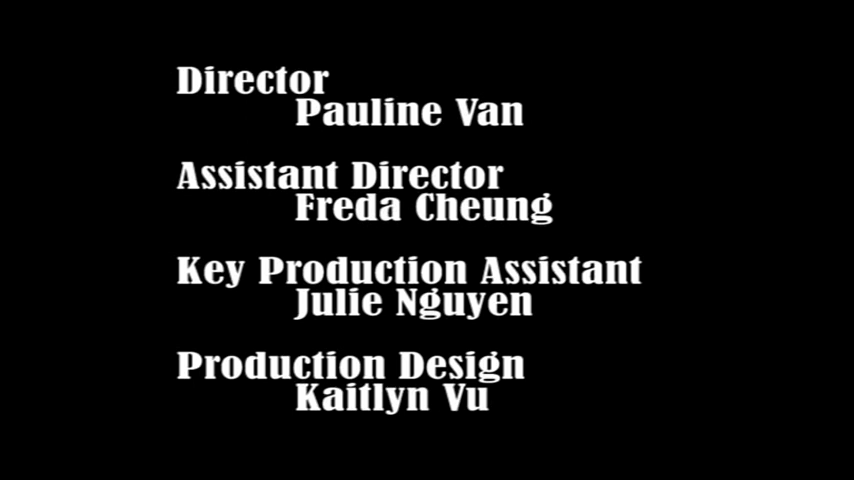 Director
Pauline Van
Assistant Director
Freda Cheung
Key Production Assistant
Julie Nguyen
Production Design
Kaitlyn Vu